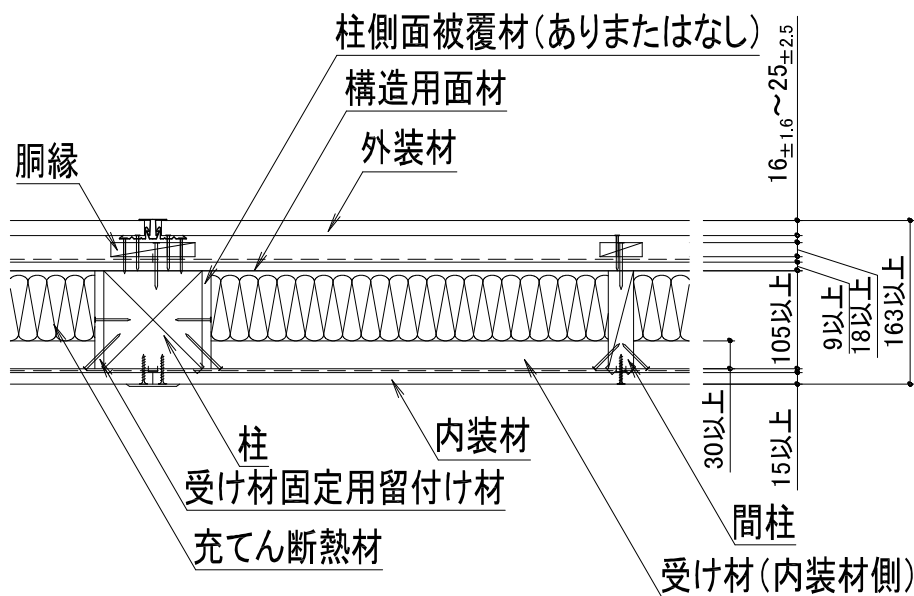 柱側面被覆材（ありまたはなし）
構造用面材
外装材
胴縁
16±1.6～25±2.5
105以上
9以上
18以上
163以上
30以上
15以上
内装材
柱
受け材固定用留付け材
充てん断熱材
間柱
受け材（内装材側）